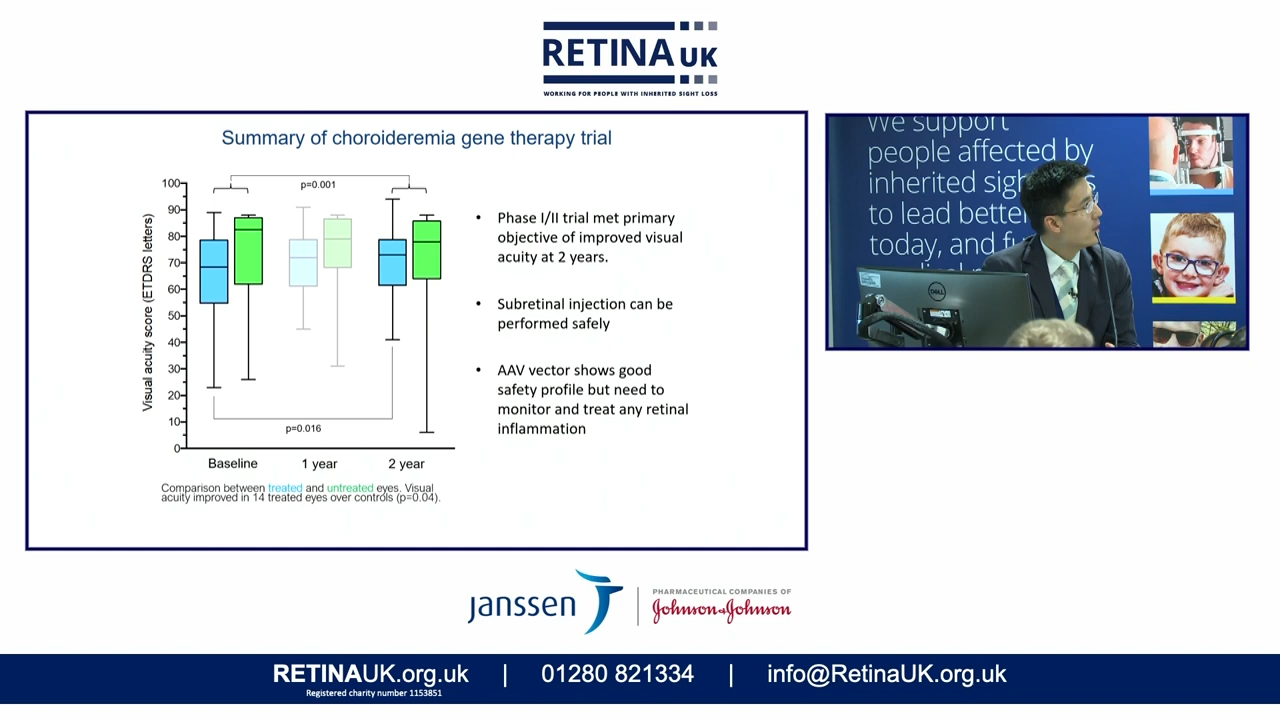 RETINA UK
WORKING FOR PEOPLE WITH INHERITED SIGHT LOSS
Summary of choroideremia gene therapy trial
Visual acuity score (ETDRS letters)
100
90
80
70
60
50
40
30
20
10
0
p=0.001
p=0.016
Baseline
1 year
2 year
Comparison between treated and untreated eyes. Visual
acuity improved in 14 treated eyes over controls (p=0.04).
• Phase I/II trial met primary
objective of improved visual
acuity at 2 years.
• Subretinal injection can be
performed safely
• AAV vector shows good
safety profile but need to
monitor and treat any retinal
inflammation
We support
people affected by
inherited sig
to lead bette
today, and fu
DELL
janssen
PHARMACEUTICAL COMPANIES OF
Johnson & Johnson
RETINAUK.org.uk | 01280 821334 | info@RetinaUK.org.uk
Registered charity number 1153851